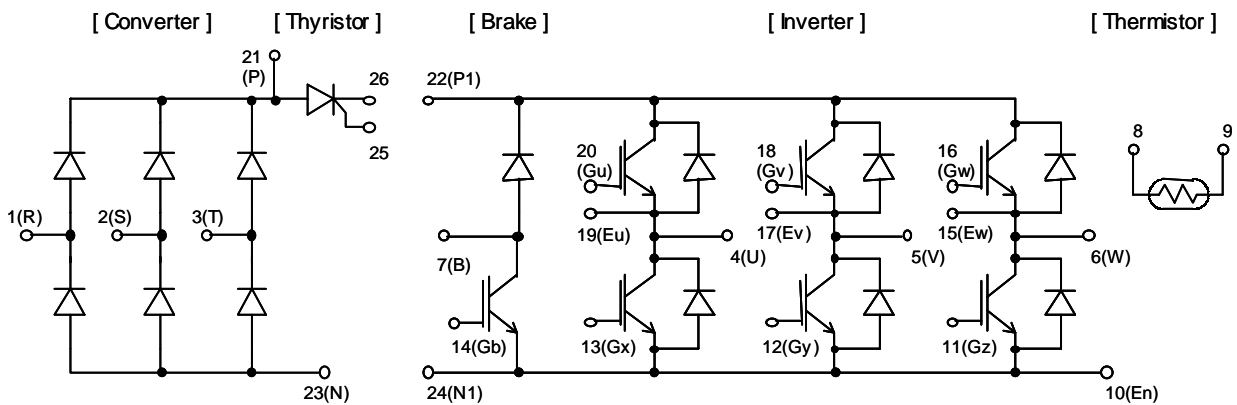 [ Converter ]
[ Thyristor ]
[ Brake ]
[ Inverter ]
[ Thermistor ]
21
(P)
26
25
22(P1)
20
(Gu)
18
(Gv)
16
(Gw)
8
9
1(R)
2(S)
3(T)
7(B)
19(Eu)
4(U)
17(Ev)
5(V)
15(Ew)
6(W)
14(Gb)
13(Gx)
12(Gy)
11(Gz)
23(N)
24(N1)
10(En)